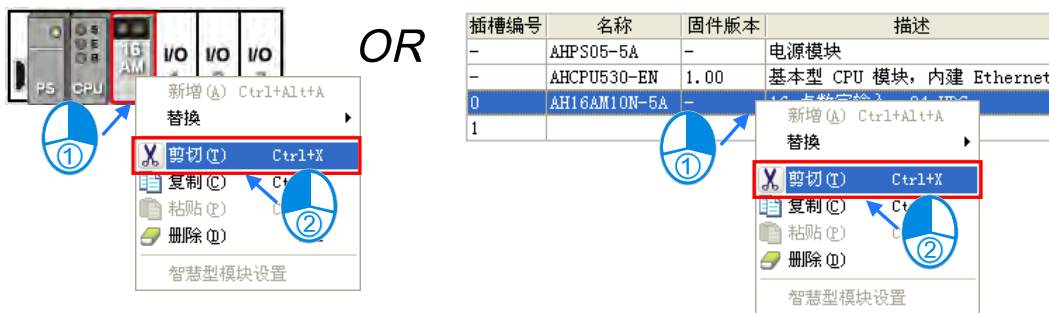 PS
CPU
16
AM
I/O
I/O
I/O
新增(A) Ctrl+Alt+A
替换
剪切(T) Ctrl+X
复制(C)
粘贴(P)
删除(D)
智慧型模块设置
①
②
OR
插槽编号 名称 固件版本 描述
- AHPS05-5A - 电源模块
- AHCPU530-EN 1.00 基本型 CPU 模块，内建 Ethernet
0 AH16AM10N-5A -
1
新增(A) Ctrl+Alt+A
替换
剪切(T) Ctrl+X
复制(C)
粘贴(P)
删除(D)
智慧型模块设置
①
②